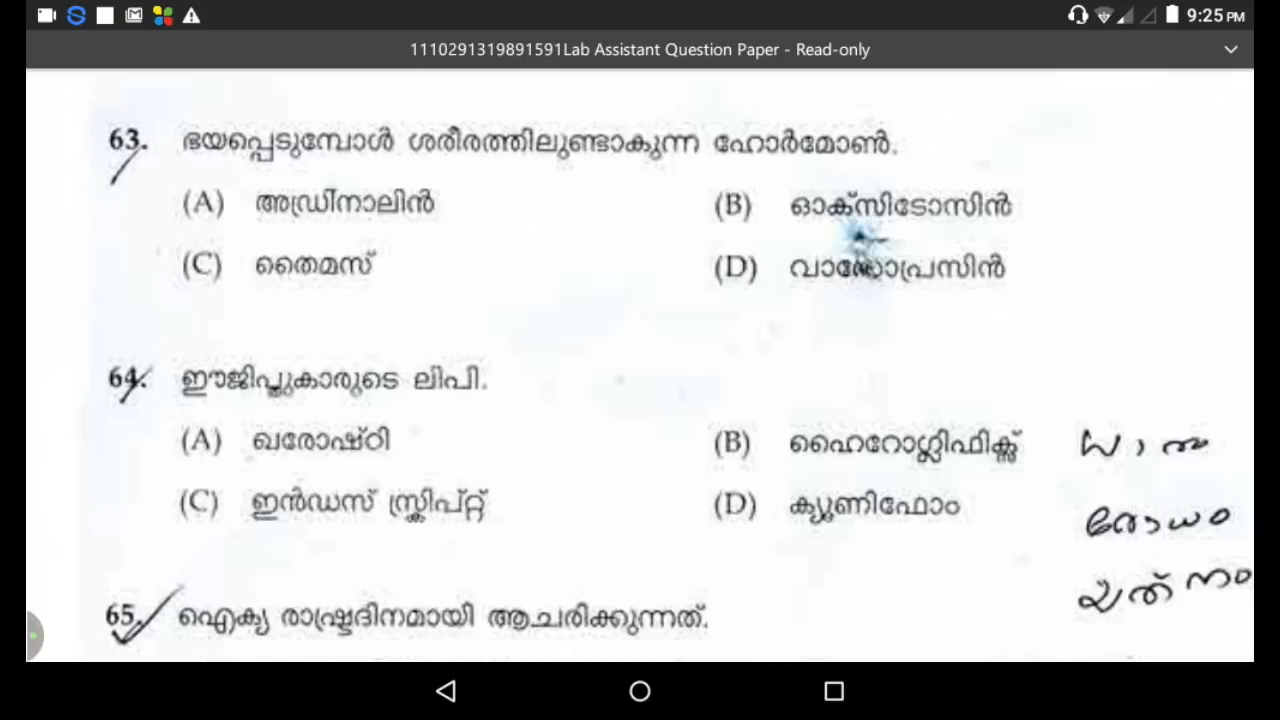 9:25 PM
1110291319891591Lab Assistant Question Paper - Read-only
63. ഭയപ്പെടുമ്പോൾ ശരീരത്തിലുണ്ടാകുന്ന ഹോർമോൺ.
(A) അഡ്രിനാലിൻ (B) ഓക്സിടോസിൻ
(C) തൈമസ് (D) വാസോപ്രസിൻ
64. ഈജിപ്തുകാരുടെ ലിപി.
(A) ഖരോഷ്ഠി (B) ഹൈറോഗ്ലിഫിക്സ്
(C) ഇൻഡസ് സ്ക്രിപ്റ്റ് (D) ക്യൂണിഫോം
65. ഐക്യ രാഷ്ട്രദിനമായി ആചരിക്കുന്നത്.